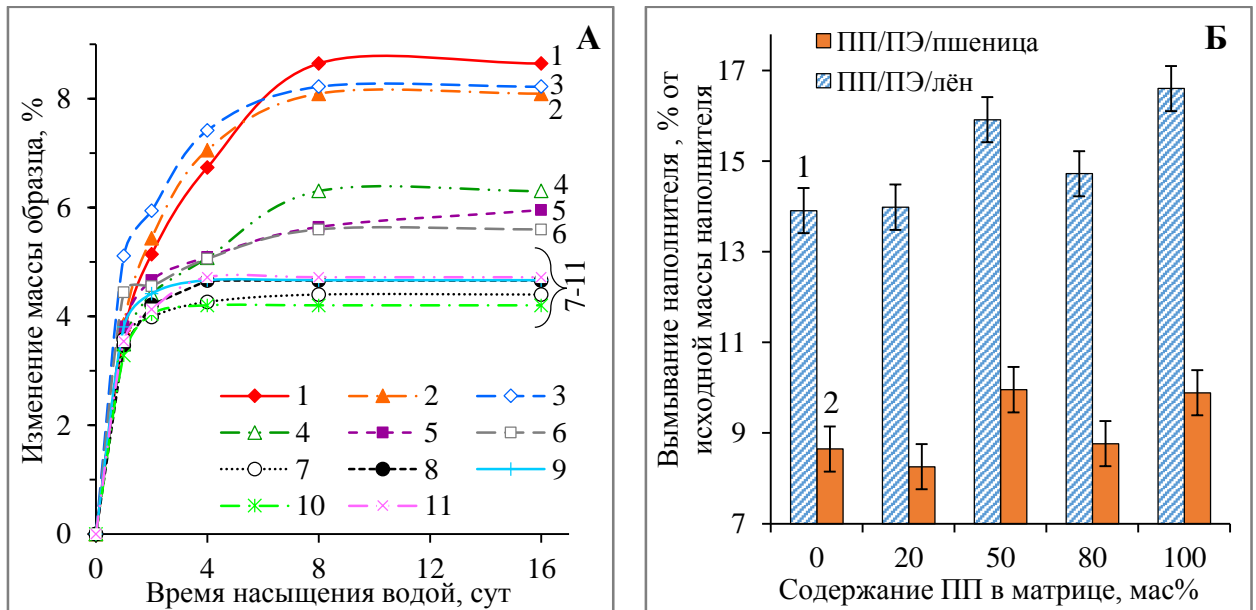 А
Изменение массы образца, %
8
6
4
2
0
1
3
2
4
5
6
7-11
1 2 3
4 5 6
7 8 9
10 11
0 4 8 12 16
Время насыщения водой, сут
Б
ПП/ПЭ/пшеница
ПП/ПЭ/лён
Вымывание наполнителя , % от
исходной массы наполнителя
17
15
13
11
9
7
1
2
0 20 50 80 100
Содержание ПП в матрице, мас%